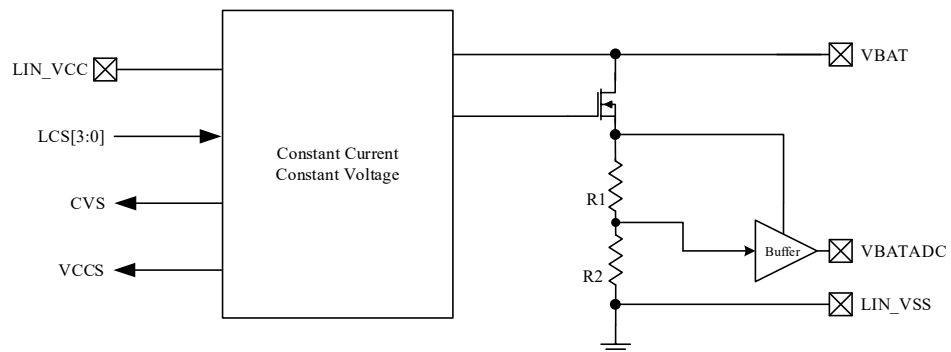 VBAT
LIN_VCC
LCS[3:0]
Constant Current
Constant Voltage
R1
CVS
Buffer
VBATADC
VCCS
R2
LIN_VSS